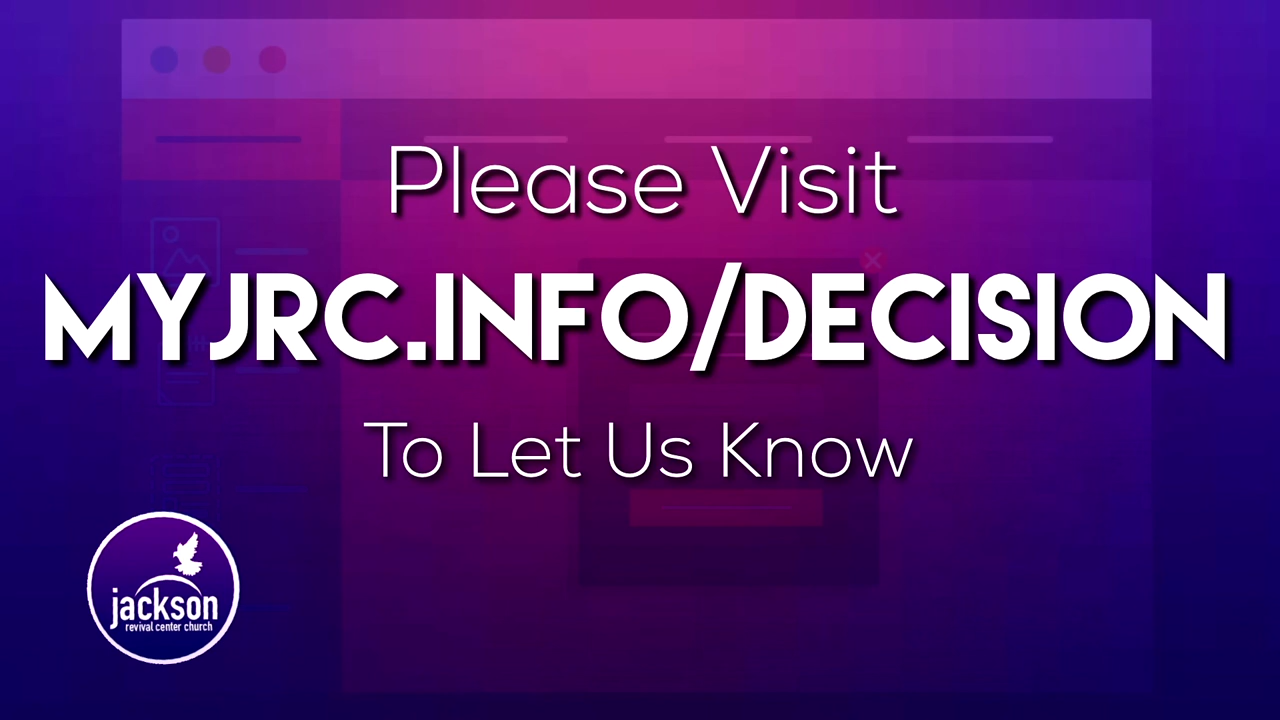 Please Visit
MYJRC.INFO/DECISION
To Let Us Know
jackson
revival center church